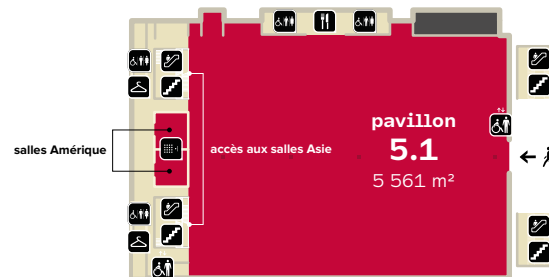 pavillon
5.1
5 561 m²
salles Amérique
accès aux salles Asie